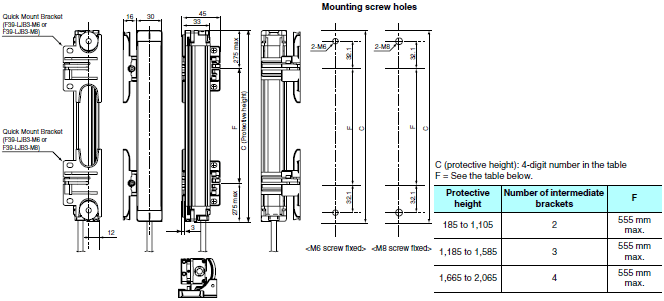 Quick Mount Bracket
(F39-LJB3-M6 or
F39-LJB3-M8)
Quick Mount Bracket
(F39-LJB3-M6 or
F39-LJB3-M8)
12
16
30
45
33
275 max.
F
C (Protective height)
275 max.
3
Mounting screw holes
2-M6
32.1
F
C
32.1
<M6 screw fixed>
2-M8
32.1
F
C
32.1
<M8 screw fixed>
C (protective height): 4-digit number in the table
F = See the table below.
Protective height
Number of intermediate brackets
F
185 to 1,105
2
555 mm max.
1,185 to 1,585
3
555 mm max.
1,665 to 2,065
4
555 mm max.